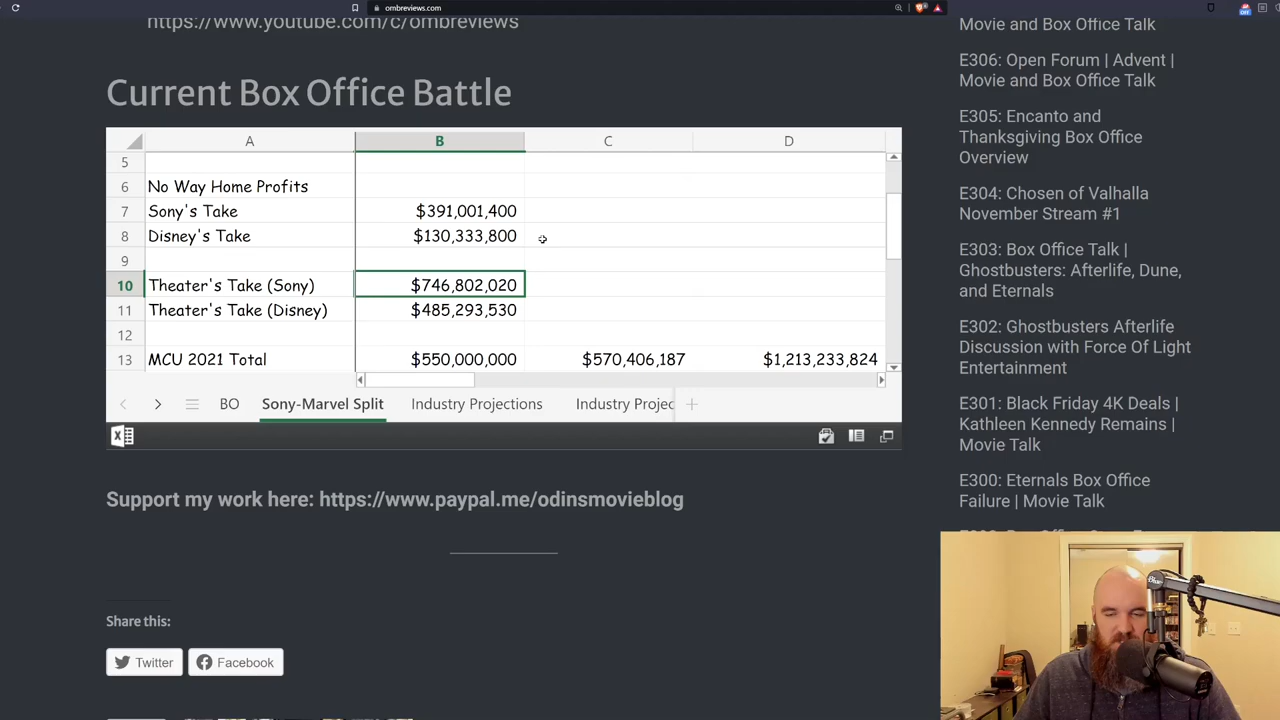 ombreviews.com
https://www.youtube.com/c/ombreviews
Current Box Office Battle
A B C D
5
6 No Way Home Profits
7 Sony's Take $391,001,400
8 Disney's Take $130,333,800
9
10 Theater's Take (Sony) $746,802,020
11 Theater's Take (Disney) $485,293,530
12
13 MCU 2021 Total $550,000,000 $570,406,187 $1,213,233,824
BO Sony-Marvel Split Industry Projections Industry Projec
Support my work here: https://www.paypal.me/odinsmovieblog
Share this:
Twitter Facebook
Movie and Box Office Talk
E306: Open Forum | Advent |
Movie and Box Office Talk
E305: Encanto and
Thanksgiving Box Office
Overview
E304: Chosen of Valhalla
November Stream #1
E303: Box Office Talk |
Ghostbusters: Afterlife, Dune,
and Eternals
E302: Ghostbusters Afterlife
Discussion with Force Of Light
Entertainment
E301: Black Friday 4K Deals |
Kathleen Kennedy Remains |
Movie Talk
E300: Eternals Box Office
Failure | Movie Talk